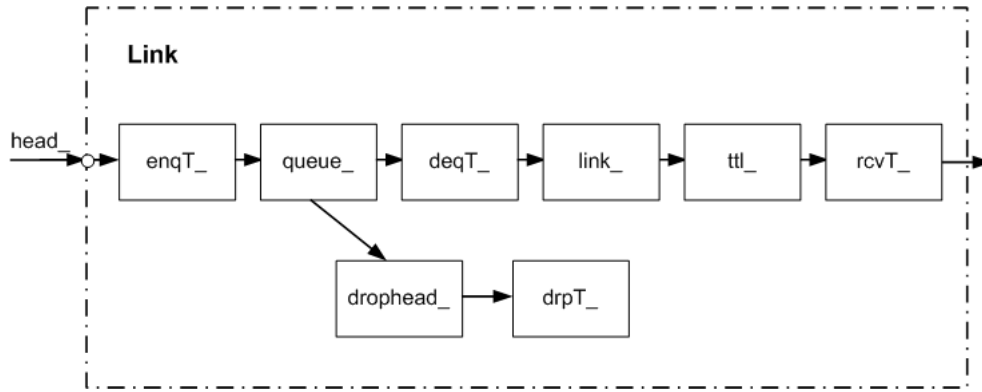 Link
head_
enqT_
queue_
deqT_
link_
ttl_
rcvT_
drophead_
drpT_